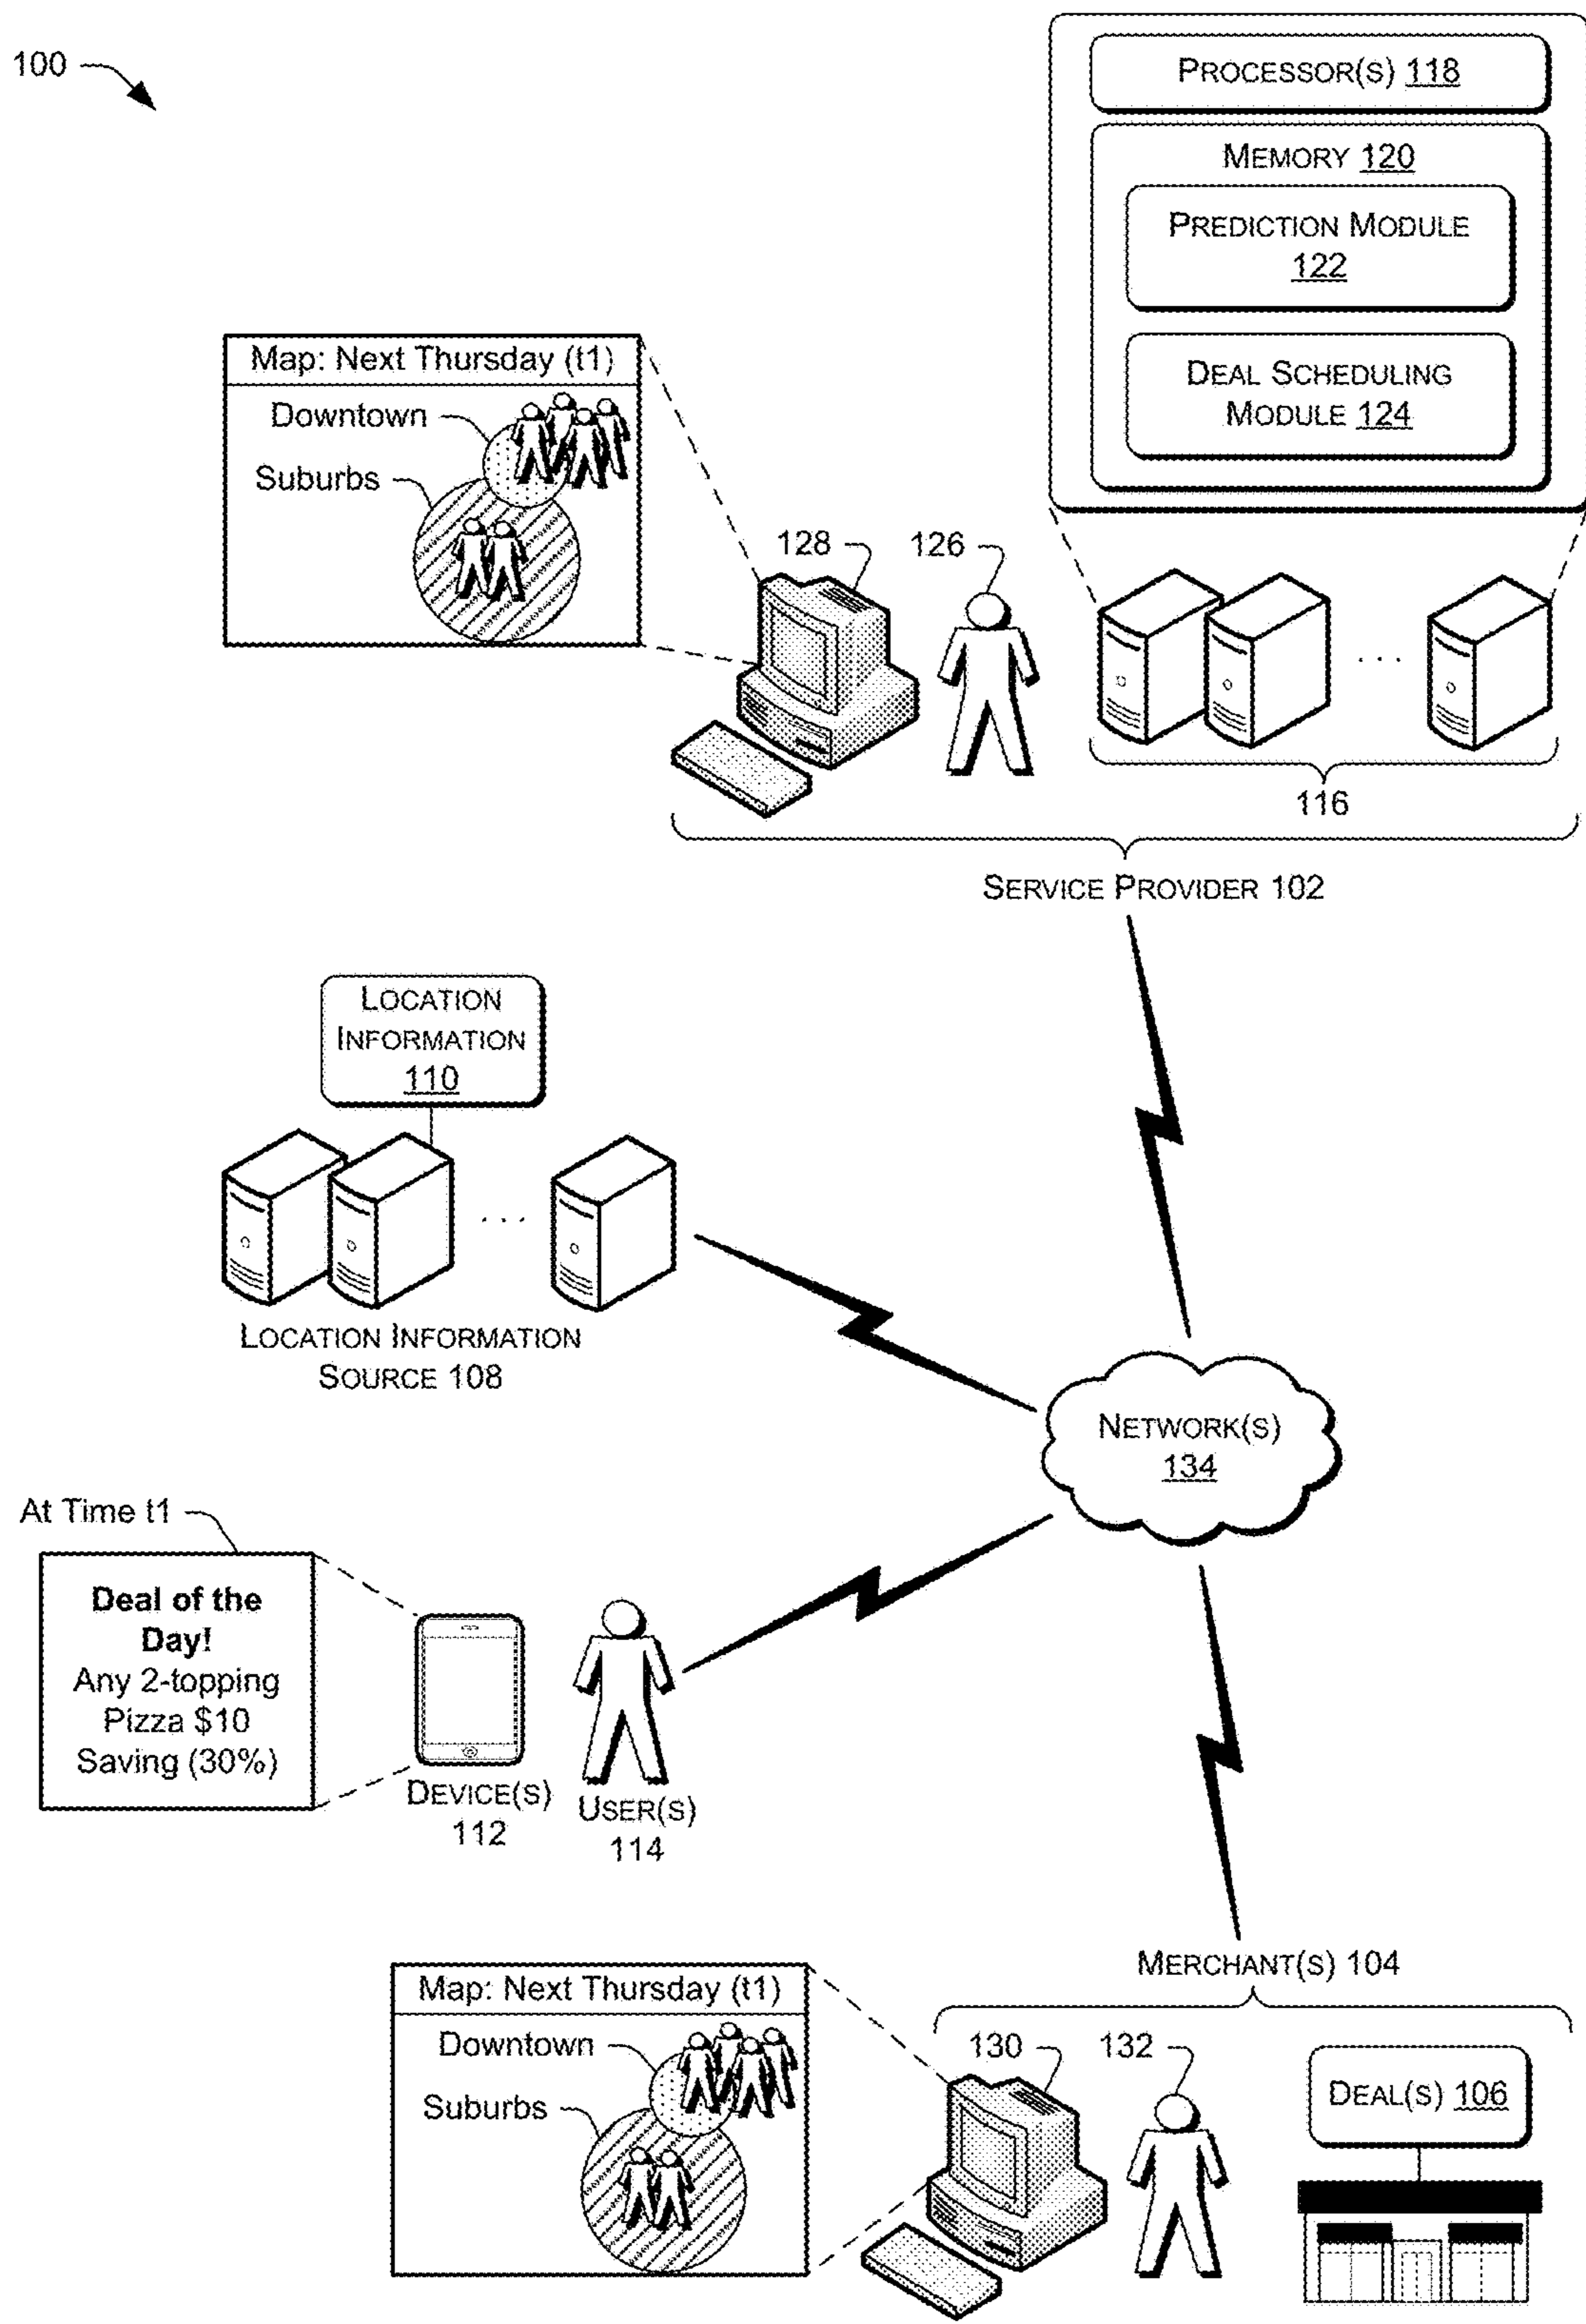 100
PROCESSOR(S) 118
MEMORY 120
PREDICTION MODULE
122
DEAL SCHEDULING
MODULE 124
Map: Next Thursday (t1)
Downtown
Suburbs
128
126
. . .
116
SERVICE PROVIDER 102
LOCATION
INFORMATION
110
. . .
LOCATION INFORMATION
SOURCE 108
NETWORK(S)
134
At Time t1
Deal of the
Day!
Any 2-topping
Pizza $10
Saving (30%)
DEVICE(S)
112
USER(S)
114
MERCHANT(S) 104
Map: Next Thursday (t1)
Downtown
Suburbs
130
132
DEAL(S) 106